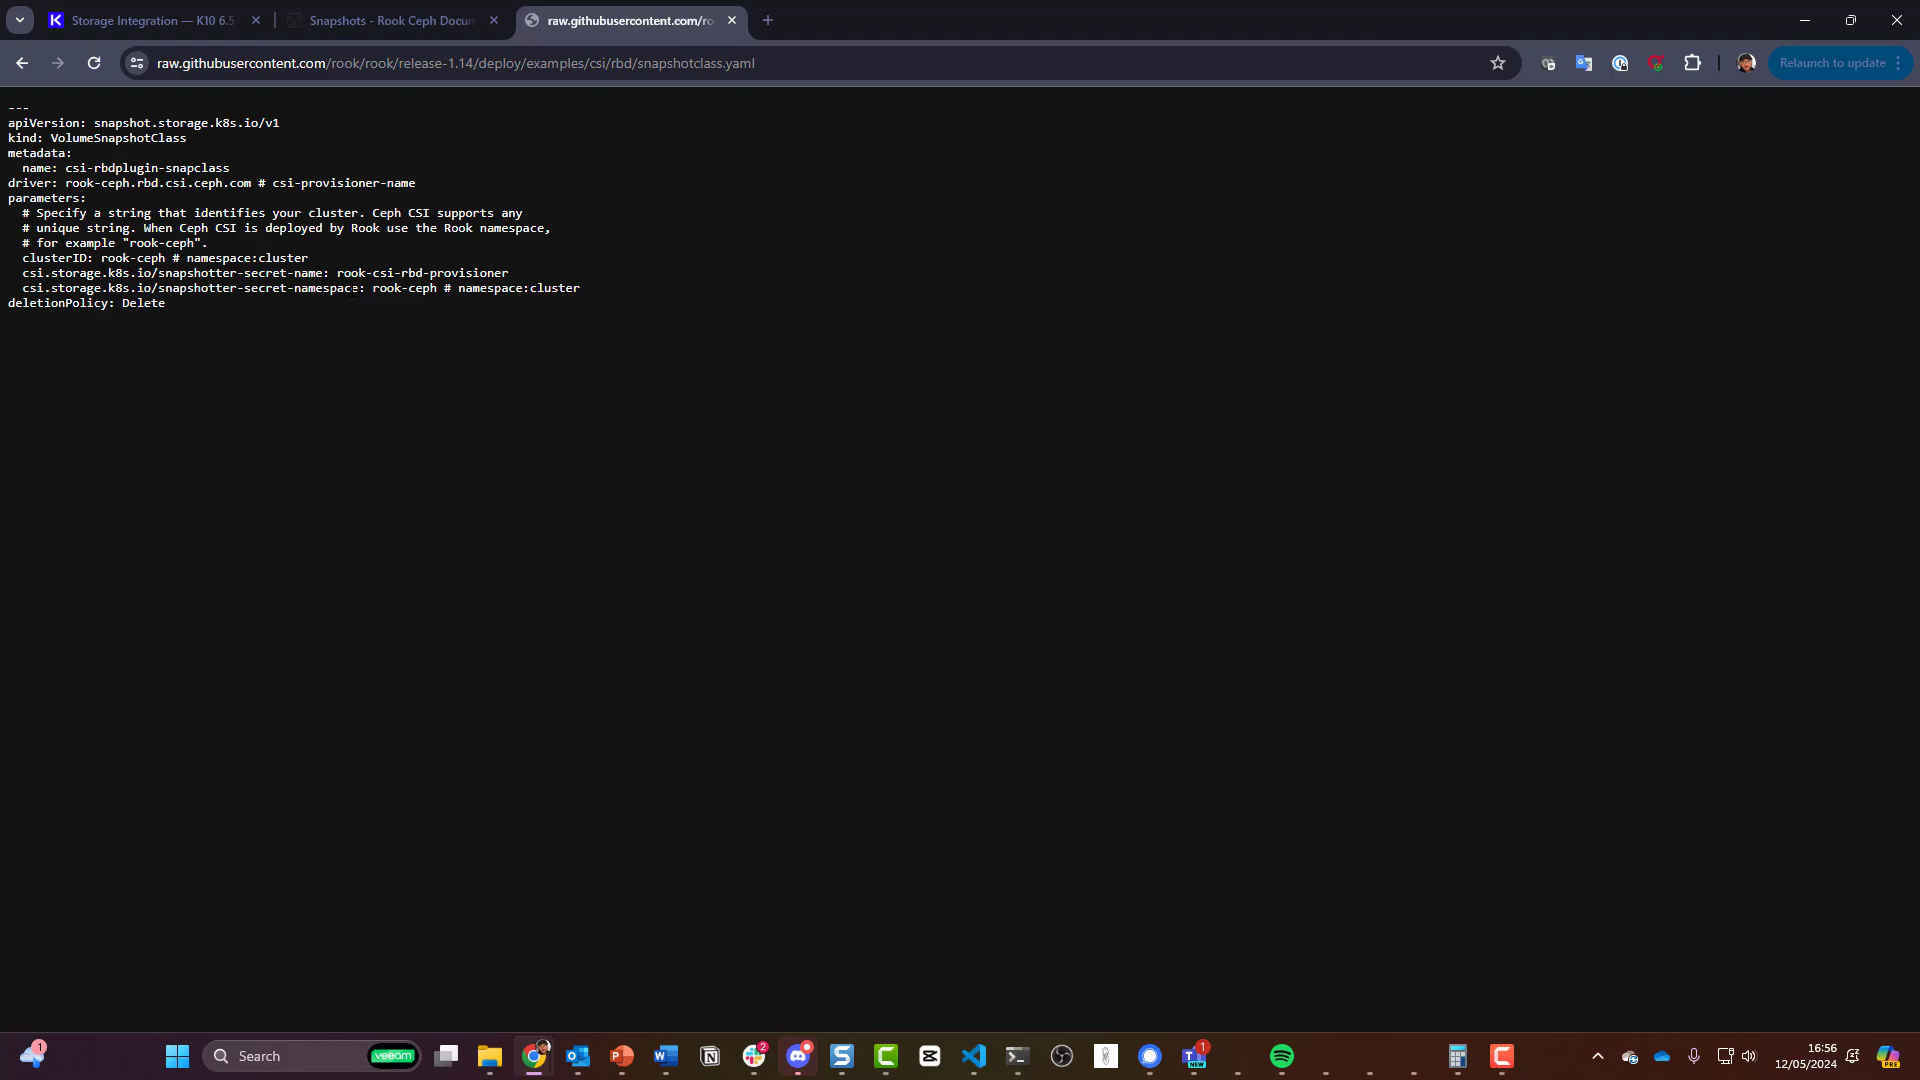 Storage Integration — K10 6.5
Snapshots - Rook Ceph Docum
raw.githubusercontent.com/ro
raw.githubusercontent.com/rook/rook/release-1.14/deploy/examples/csi/rbd/snapshotclass.yaml
Relaunch to update
---
apiVersion: snapshot.storage.k8s.io/v1
kind: VolumeSnapshotClass
metadata:
  name: csi-rbdplugin-snapclass
driver: rook-ceph.rbd.csi.ceph.com # csi-provisioner-name
parameters:
  # Specify a string that identifies your cluster. Ceph CSI supports any
  # unique string. When Ceph CSI is deployed by Rook use the Rook namespace,
  # for example "rook-ceph".
  clusterID: rook-ceph # namespace:cluster
  csi.storage.k8s.io/snapshotter-secret-name: rook-csi-rbd-provisioner
  csi.storage.k8s.io/snapshotter-secret-namespace: rook-ceph # namespace:cluster
deletionPolicy: Delete
1
Search
veeam
2
1
NEW
16:56
12/05/2024
PRE